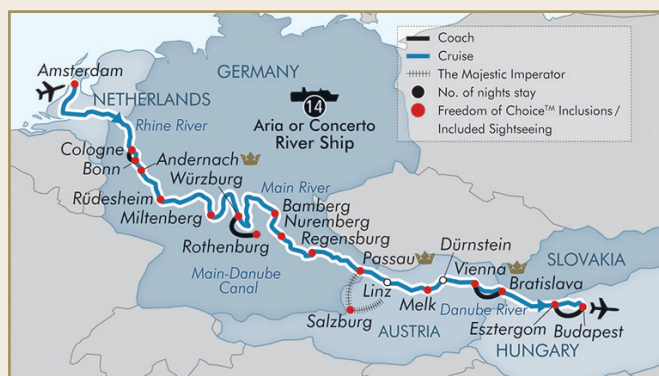 Coach
Cruise
The Majestic Imperator
No. of nights stay
Freedom of Choice™ Inclusions /
Included Sightseeing
Amsterdam
GERMANY
NETHERLANDS
14
Aria or Concerto
River Ship
Rhine River
Cologne
Bonn
Andernach
Würzburg
Main River
Rüdesheim
Miltenberg
Bamberg
Nuremberg
Regensburg
Rothenburg
Main-Danube
Canal
Passau
Dürnstein
Vienna
SLOVAKIA
Bratislava
Linz
Melk
Danube River
Salzburg
AUSTRIA
Esztergom
Budapest
HUNGARY